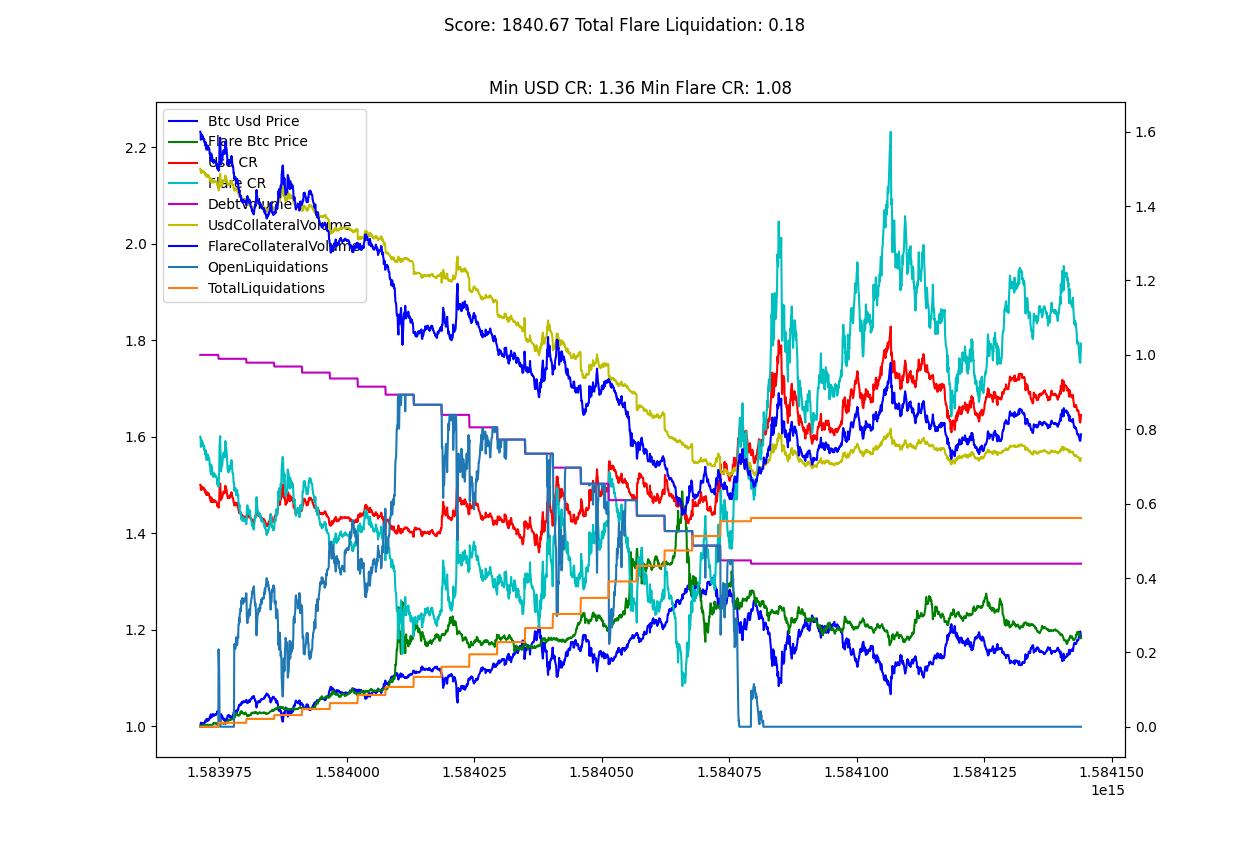 Score: 1840.67 Total Flare Liquidation: 0.18
Min USD CR: 1.36 Min Flare CR: 1.08
Btc Usd Price
Flare Btc Price
Usd CR
Flare CR
DebtVolume
UsdCollateralVolume
FlareCollateralVolume
OpenLiquidations
TotalLiquidations
2.2
2.0
1.8
1.6
1.4
1.2
1.0
1.6
1.4
1.2
1.0
0.8
0.6
0.4
0.2
0.0
1.583975 1.584000 1.584025 1.584050 1.584075 1.584100 1.584125 1.584150
1e15